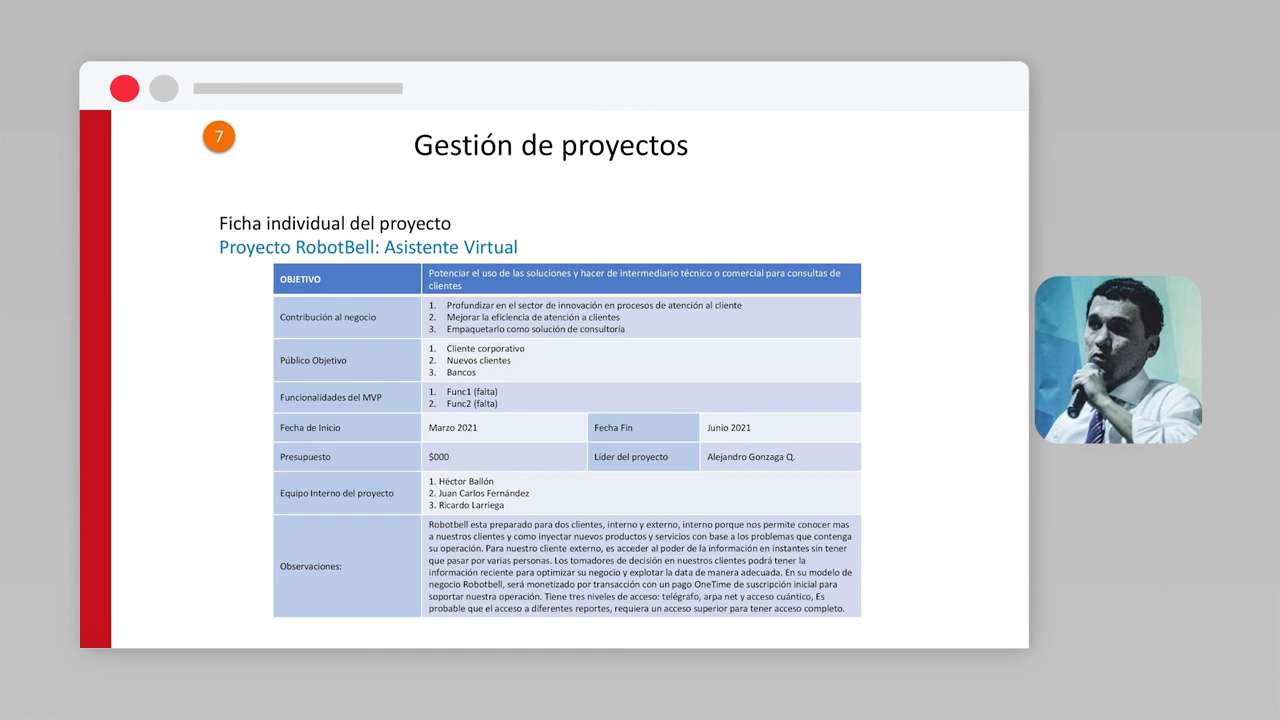 7
Gestión de proyectos
Ficha individual del proyecto
Proyecto RobotBell: Asistente Virtual
OBJETIVO
Potenciar el uso de las soluciones y hacer de intermediario técnico o comercial para consultas de
clientes
Contribución al negocio
1. Profundizar en el sector de innovación en procesos de atención al cliente
2. Mejorar la eficiencia de atención a clientes
3. Empaquetarlo como solución de consultoría
Público Objetivo
1. Cliente corporativo
2. Nuevos clientes
3. Bancos
Funcionalidades del MVP
1. Func1 (falta)
2. Func2 (falta)
Fecha de Inicio
Marzo 2021
Fecha Fin
Junio 2021
Presupuesto
$000
Líder del proyecto
Alejandro Gonzaga Q.
Equipo Interno del proyecto
1. Héctor Ballón
2. Juan Carlos Fernández
3. Ricardo Larriega
Observaciones:
Robotbell esta preparado para dos clientes, interno y externo, interno porque nos permite conocer mas
a nuestros clientes y como inyectar nuevos productos y servicios con base a los problemas que contenga
su operación. Para nuestro cliente externo, es acceder al poder de la información en instantes sin tener
que pasar por varias personas. Los tomadores de decisión en nuestros clientes podrá tener la
información reciente para optimizar su negocio y explotar la data de manera adecuada. En su modelo de
negocio Robotbell, será monetizado por transacción con un pago OneTime de suscripción inicial para
soportar nuestra operación. Tiene tres niveles de acceso: telégrafo, arpa net y acceso cuántico, Es
probable que el acceso a diferentes reportes, requiera un acceso superior para tener acceso completo.